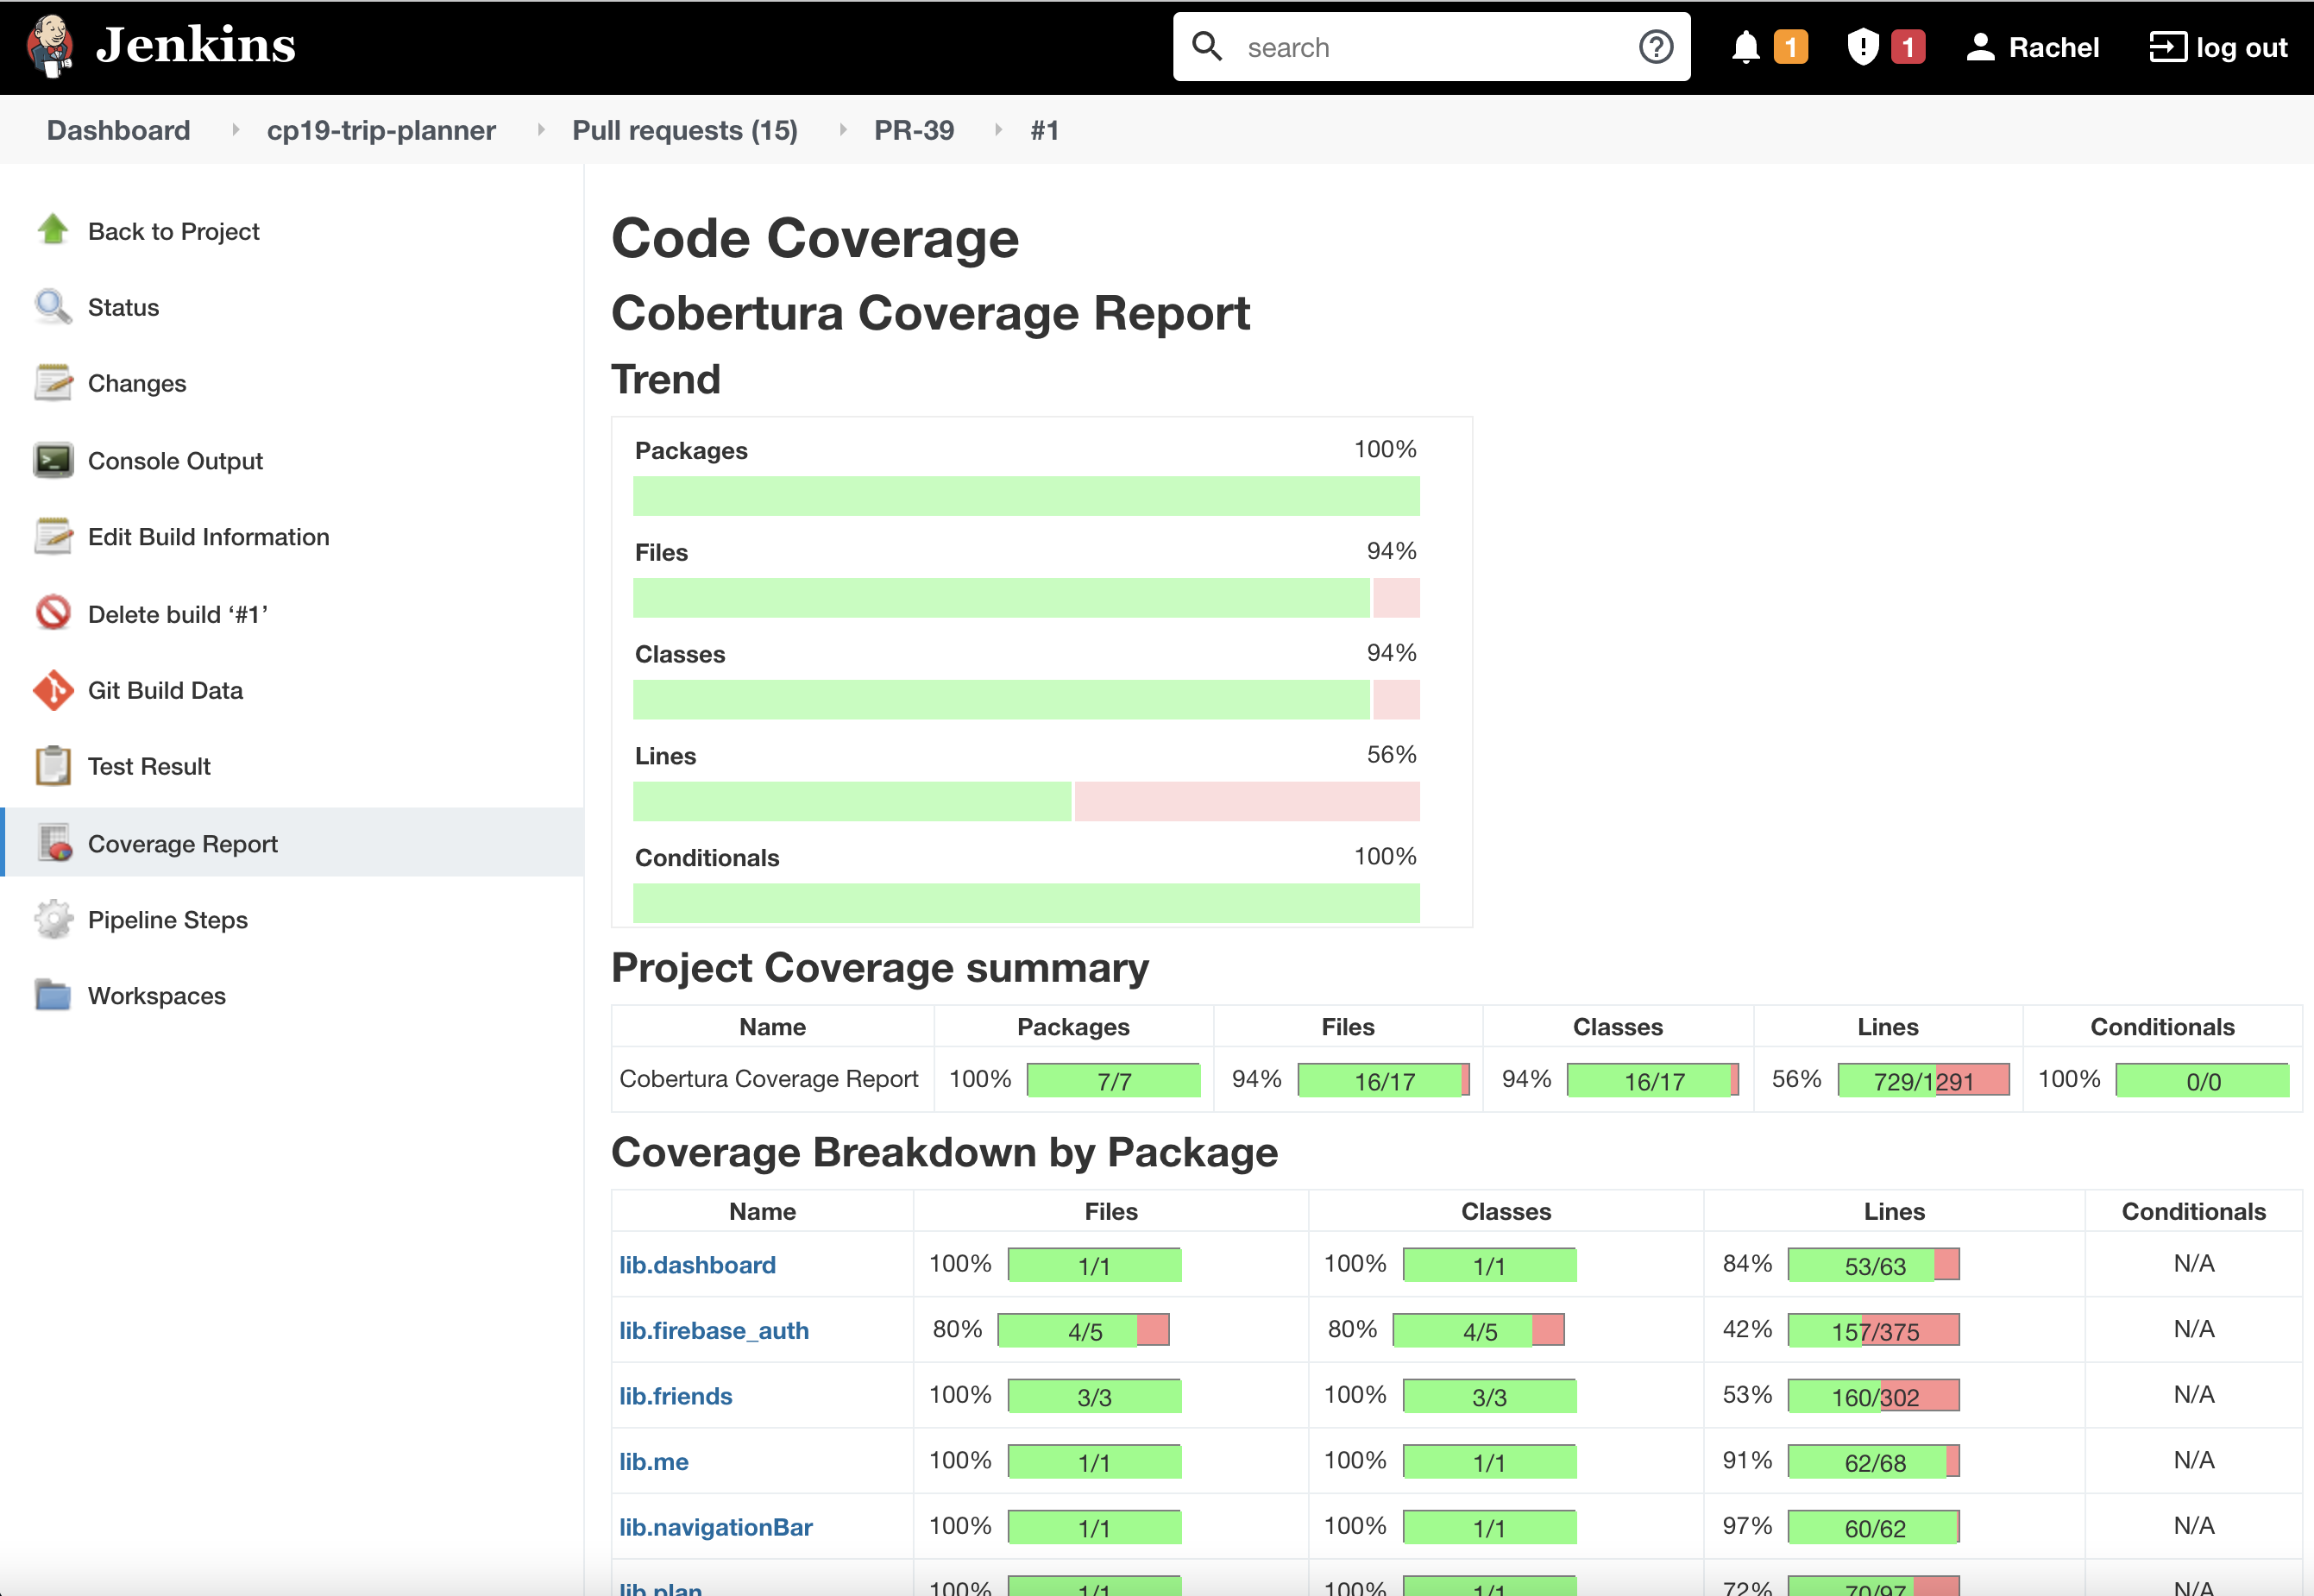 Jenkins
search
1
1
Rachel
log out
Dashboard
cp19-trip-planner
Pull requests (15)
PR-39
#1
Back to Project
Status
Changes
Console Output
Edit Build Information
Delete build ‘#1’
Git Build Data
Test Result
Coverage Report
Pipeline Steps
Workspaces
Code Coverage
Cobertura Coverage Report
Trend
Packages 100%
Files 94%
Classes 94%
Lines 56%
Conditionals 100%
Project Coverage summary
Name Packages Files Classes Lines Conditionals
Cobertura Coverage Report 100% 7/7 94% 16/17 94% 16/17 56% 729/1291 100% 0/0
Coverage Breakdown by Package
Name Files Classes Lines Conditionals
lib.dashboard 100% 1/1 100% 1/1 84% 53/63 N/A
lib.firebase_auth 80% 4/5 80% 4/5 42% 157/375 N/A
lib.friends 100% 3/3 100% 3/3 53% 160/302 N/A
lib.me 100% 1/1 100% 1/1 91% 62/68 N/A
lib.navigationBar 100% 1/1 100% 1/1 97% 60/62 N/A
lib.plan 100% 1/1 100% 1/1 72% 70/97 N/A